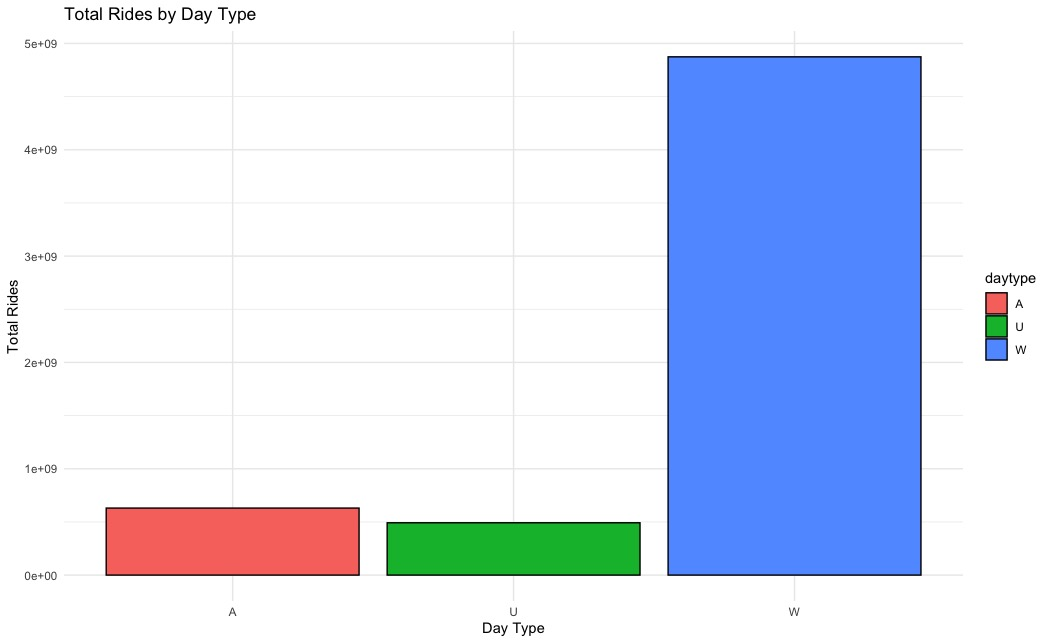 Total Rides by Day Type
5e+09
4e+09
3e+09
2e+09
1e+09
0e+00
Total Rides
A
U
W
Day Type
daytype
A
U
W